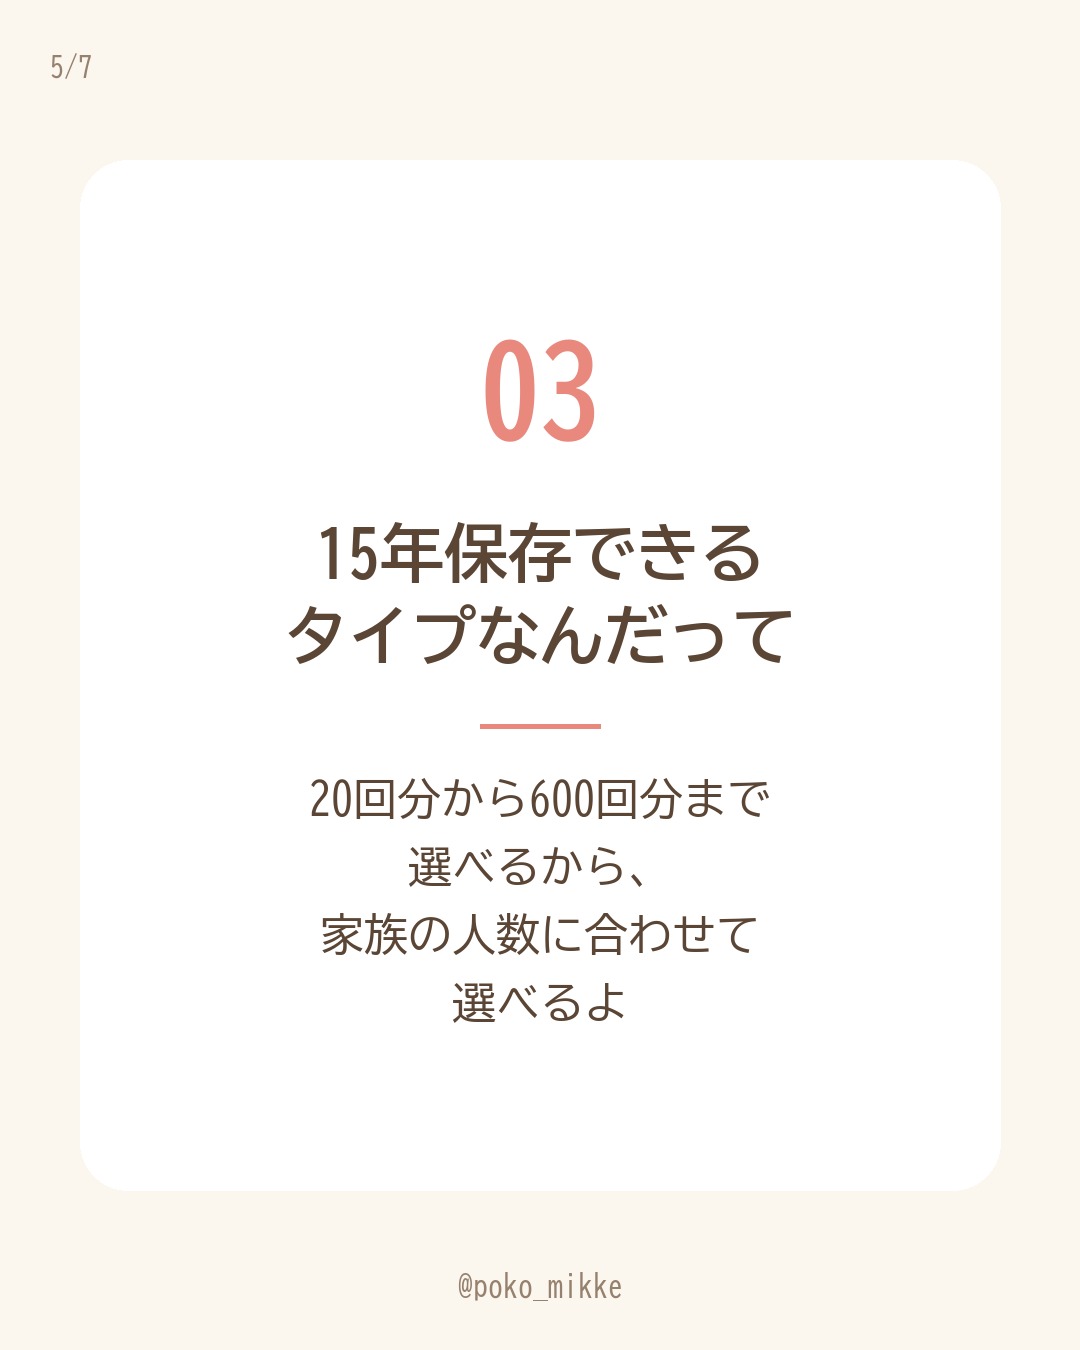 5/7
03
15年保存できる
タイプなんだって
20回分から600回分まで
選べるから、
家族の人数に合わせて
選べるよ
@poko_mikke